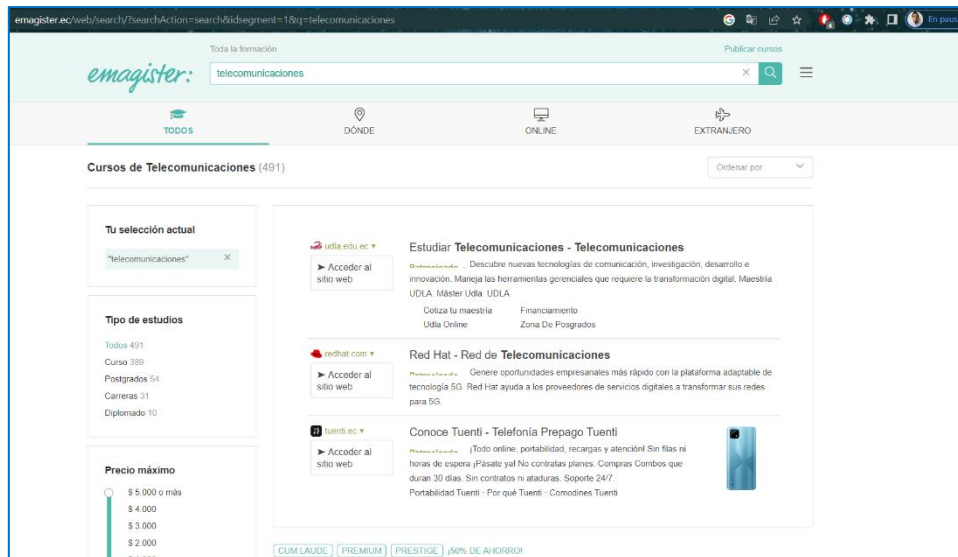 emagister.ec/web/search/?searchAction=search&idsegment=1&q=telecomunicaciones
En paus
Toda la formación
Publicar cursos
emagister:
telecomunicaciones
TODOS
DÓNDE
ONLINE
EXTRANJERO
Cursos de Telecomunicaciones (491)
Ordenar por
Tu selección actual
"telecomunicaciones"
Tipo de estudios
Todos 491
Curso 389
Postgrados 54
Carreras 31
Diplomado 10
Precio máximo
$ 5.000 o más
$ 4.000
$ 3.000
$ 2.000
udla.edu.ec
➤ Acceder al
sitio web
Estudiar Telecomunicaciones - Telecomunicaciones
Descubre nuevas tecnologías de comunicación, investigación, desarrollo e
innovación. Maneja las herramientas gerenciales que requiere la transformación digital. Maestría
UDLA. Máster Udla. UDLA
Cotiza tu maestría Financiamiento
Udla Online Zona De Posgrados
redhat.com
➤ Acceder al
sitio web
Red Hat - Red de Telecomunicaciones
Genere oportunidades empresariales más rápido con la plataforma adaptable de
tecnología 5G. Red Hat ayuda a los proveedores de servicios digitales a transformar sus redes
para 5G.
tuenti.ec
➤ Acceder al
sitio web
Conoce Tuenti - Telefonía Prepago Tuenti
¡Todo online, portabilidad, recargas y atención! Sin filas ni
horas de espera ¡Pásate ya! No contratas planes. Compras Combos que
duran 30 días. Sin contratos ni ataduras. Soporte 24/7.
Portabilidad Tuenti · Por qué Tuenti · Comodines Tuenti
CUM LAUDE PREMIUM PRESTIGE ¡50% DE AHORRO!